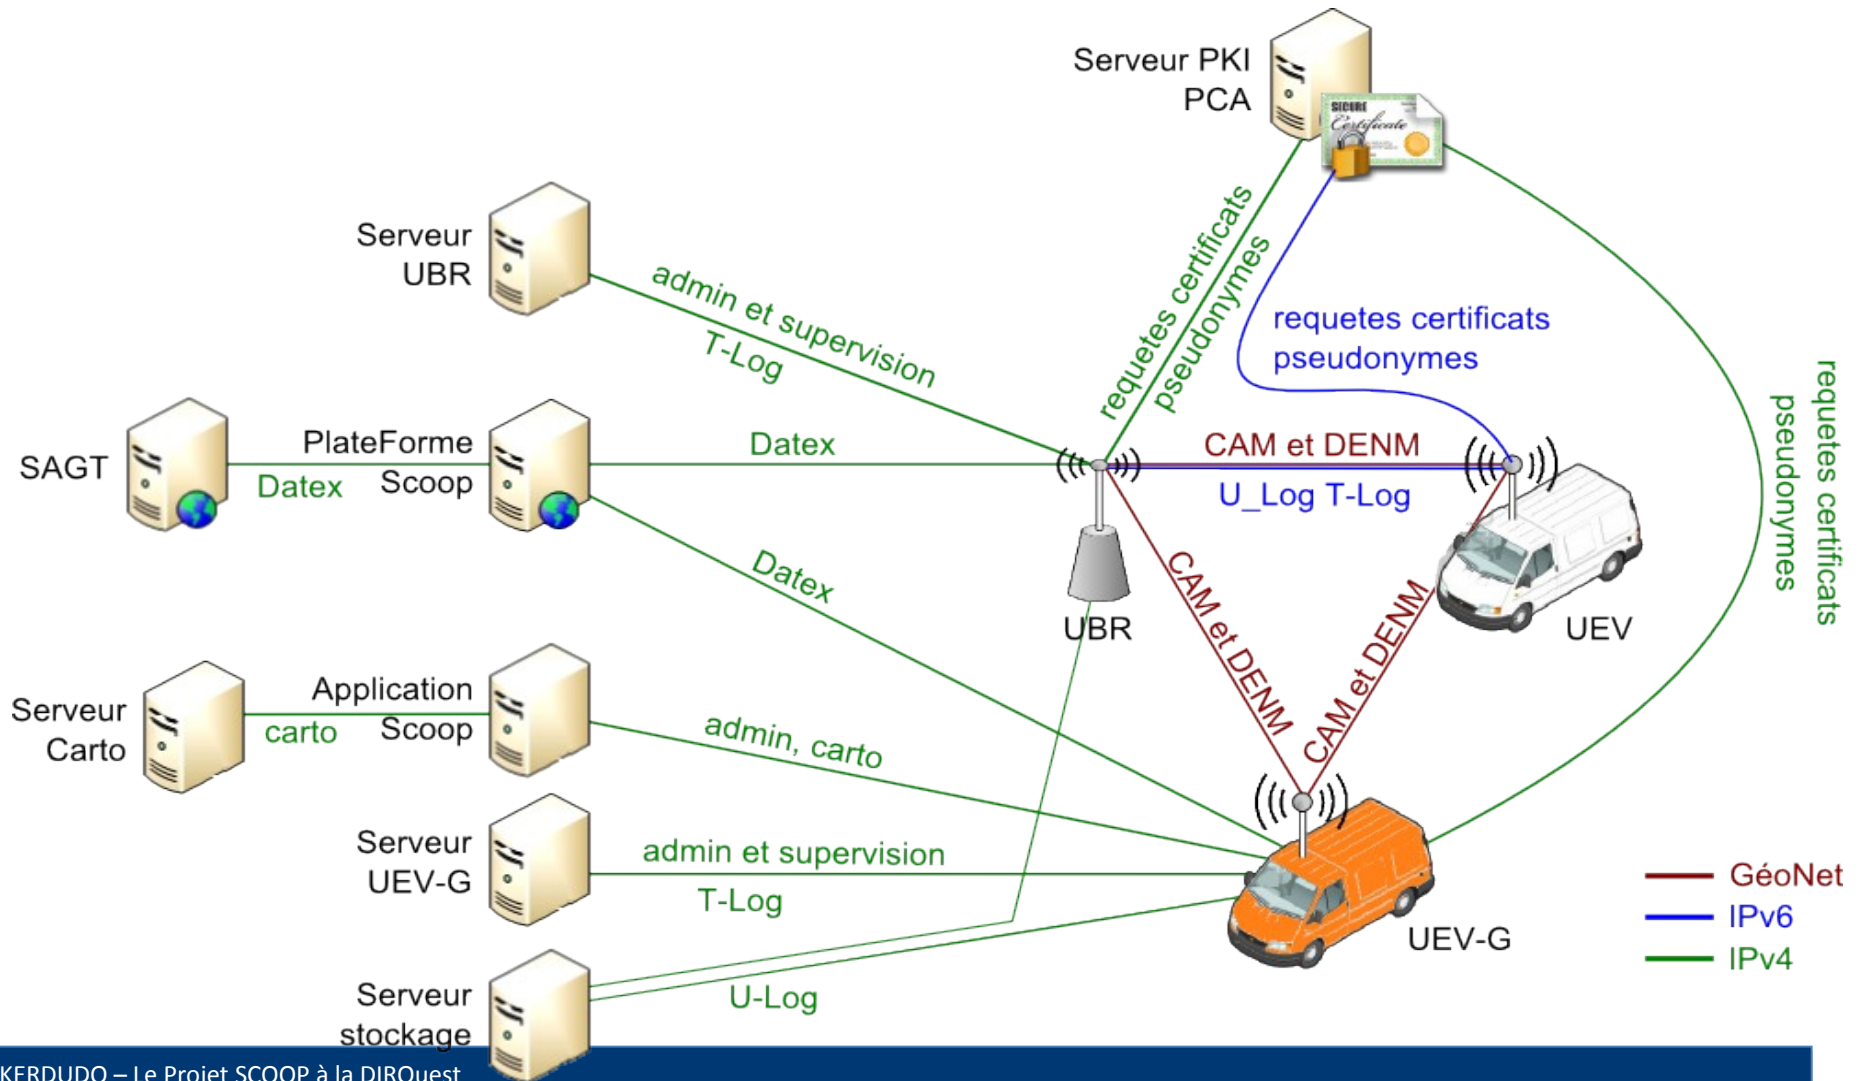 Serveur PKI
PCA
SECURE
Certificate
Serveur
UBR
admin et supervision
T-Log
requetes certificats
pseudonymes
requetes certificats
pseudonymes
requetes certificats
pseudonymes
SAGT
Datex
PlateForme
Scoop
Datex
CAM et DENM
U_Log T-Log
UBR
UEV
Datex
CAM et DENM
CAM et DENM
Serveur
Carto
carto
Application
Scoop
admin, carto
Serveur
UEV-G
admin et supervision
T-Log
UEV-G
GéoNet
IPv6
IPv4
Serveur
stockage
U-Log
KERDUDO – Le Projet SCOOP à la DIROuest